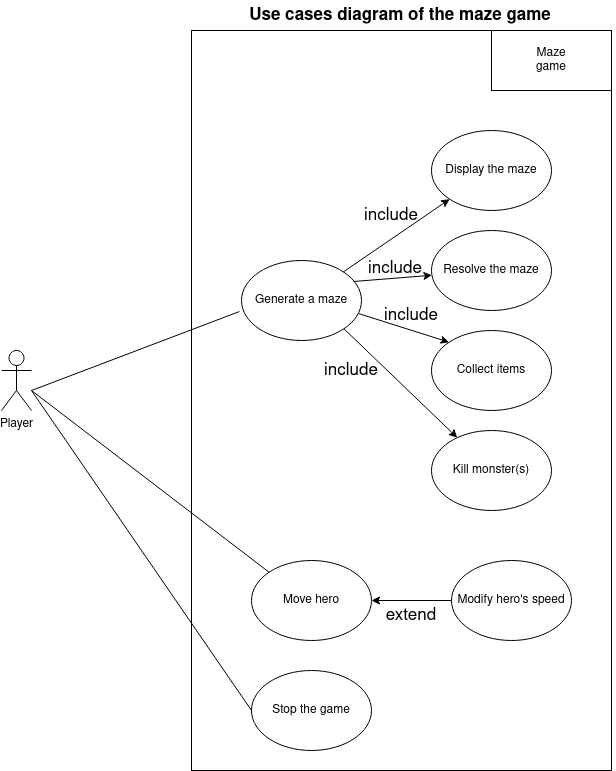 Use cases diagram of the maze game
Maze
game
Display the maze
include
include
Resolve the maze
Generate a maze
include
Collect items
include
Player
Kill monster(s)
Move hero
Modify hero's speed
extend
Stop the game